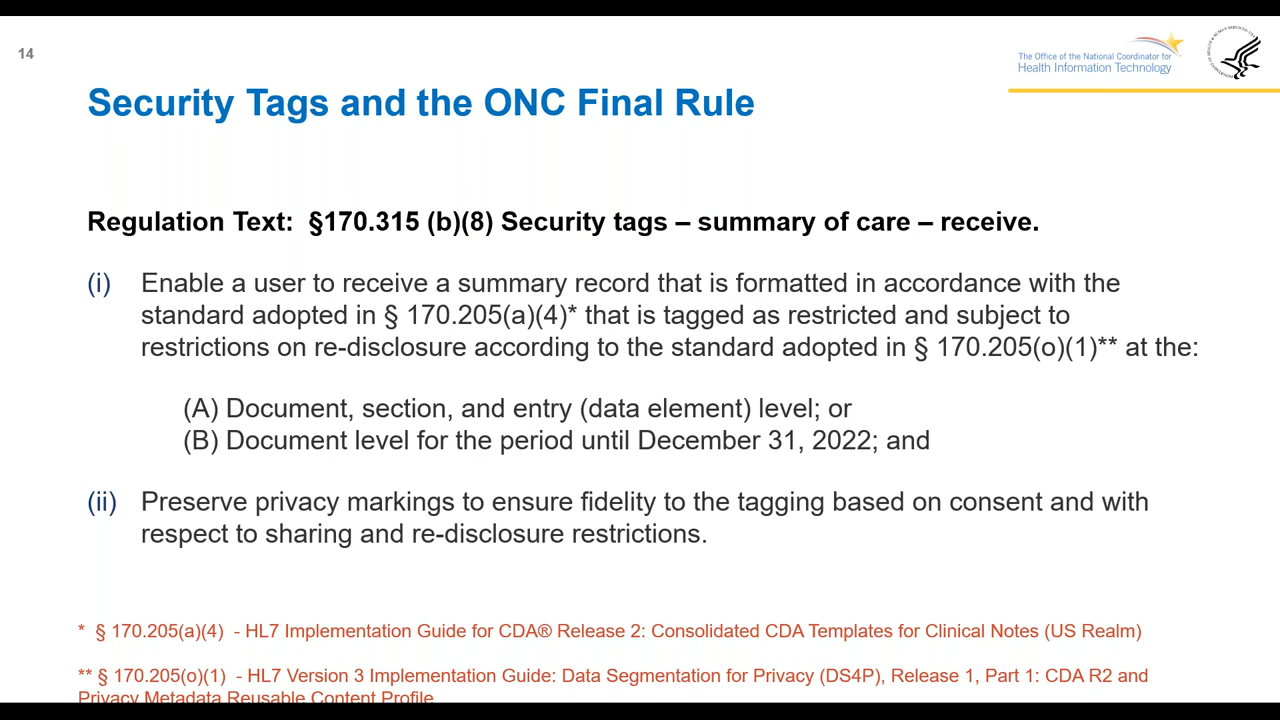 14
The Office of the National Coordinator for
Health Information Technology
Security Tags and the ONC Final Rule
Regulation Text:  §170.315 (b)(8) Security tags – summary of care – receive.
(i) Enable a user to receive a summary record that is formatted in accordance with the
standard adopted in § 170.205(a)(4)* that is tagged as restricted and subject to
restrictions on re-disclosure according to the standard adopted in § 170.205(o)(1)** at the:
(A) Document, section, and entry (data element) level; or
(B) Document level for the period until December 31, 2022; and
(ii) Preserve privacy markings to ensure fidelity to the tagging based on consent and with
respect to sharing and re-disclosure restrictions.
* § 170.205(a)(4) - HL7 Implementation Guide for CDA® Release 2: Consolidated CDA Templates for Clinical Notes (US Realm)
** § 170.205(o)(1) - HL7 Version 3 Implementation Guide: Data Segmentation for Privacy (DS4P), Release 1, Part 1: CDA R2 and
Privacy Metadata Reusable Content Profile